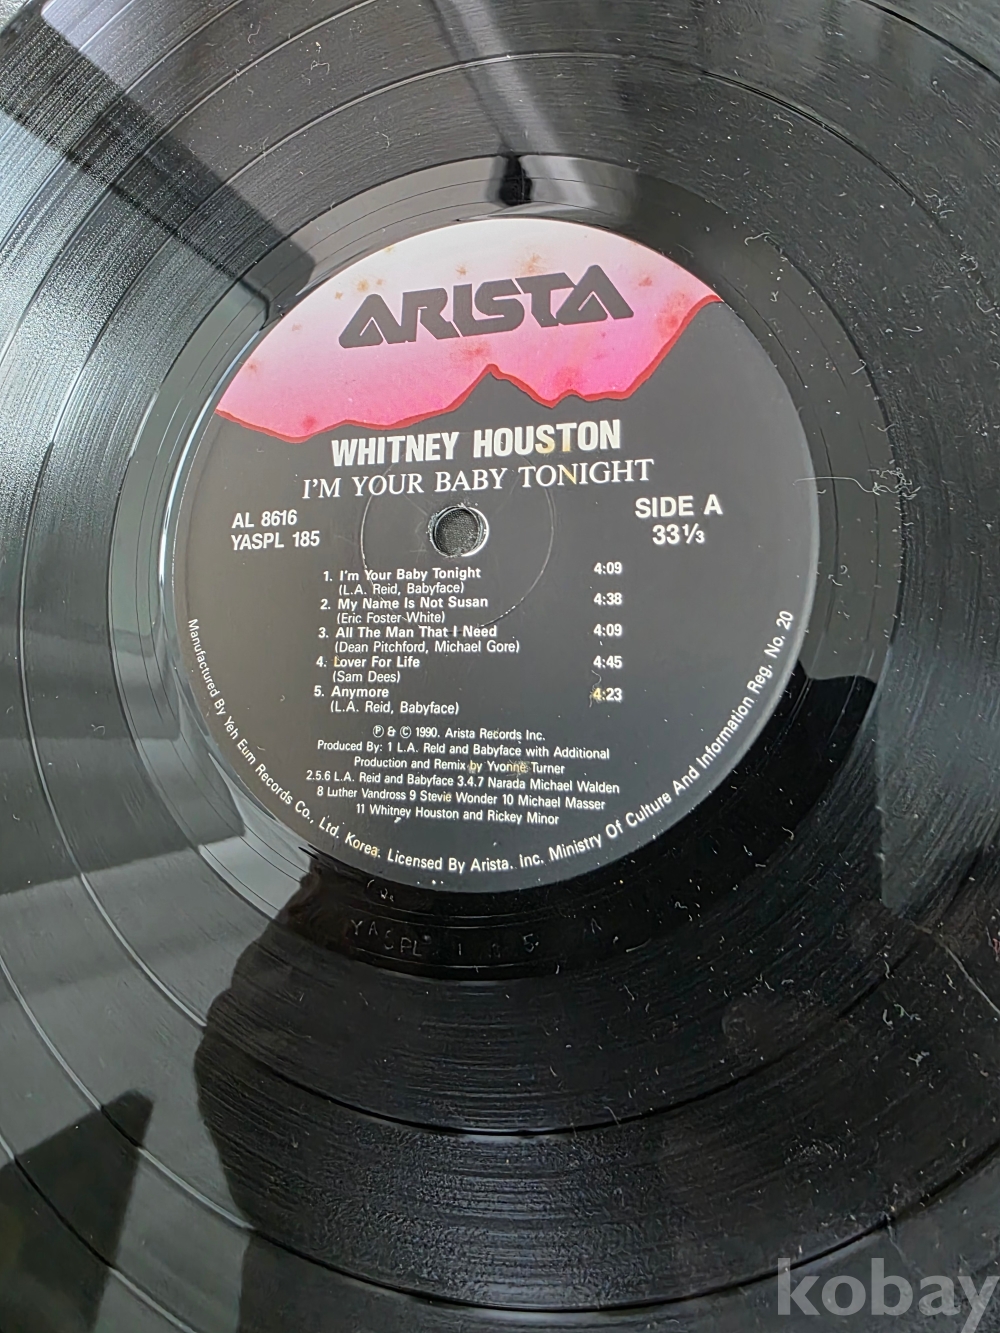 ARISTA
WHITNEY HOUSTON
I'M YOUR BABY TONIGHT
AL 8616
YASPL 185
SIDE A
33⅓
1. I'm Your Baby Tonight 4:09
(L.A. Reid, Babyface)
2. My Name Is Not Susan 4:38
(Eric Foster White)
3. All The Man That I Need 4:09
(Dean Pitchford, Michael Gore)
4. Lover For Life 4:45
(Sam Dees)
5. Anymore 4:23
(L.A. Reid, Babyface)
℗ & © 1990. Arista Records Inc.
Produced By: 1 L.A. Reid and Babyface with Additional
Production and Remix by Yvonne Turner
2.5.6 L.A. Reid and Babyface 3.4.7 Narada Michael Walden
8 Luther Vandross 9 Stevie Wonder 10 Michael Masser
11 Whitney Houston and Rickey Minor
Manufactured By Yeh Eum Records Co., Ltd. Korea. Licensed By Arista. Inc. Ministry Of Culture And Information Reg. No. 20
YASPL 185 A
kobay